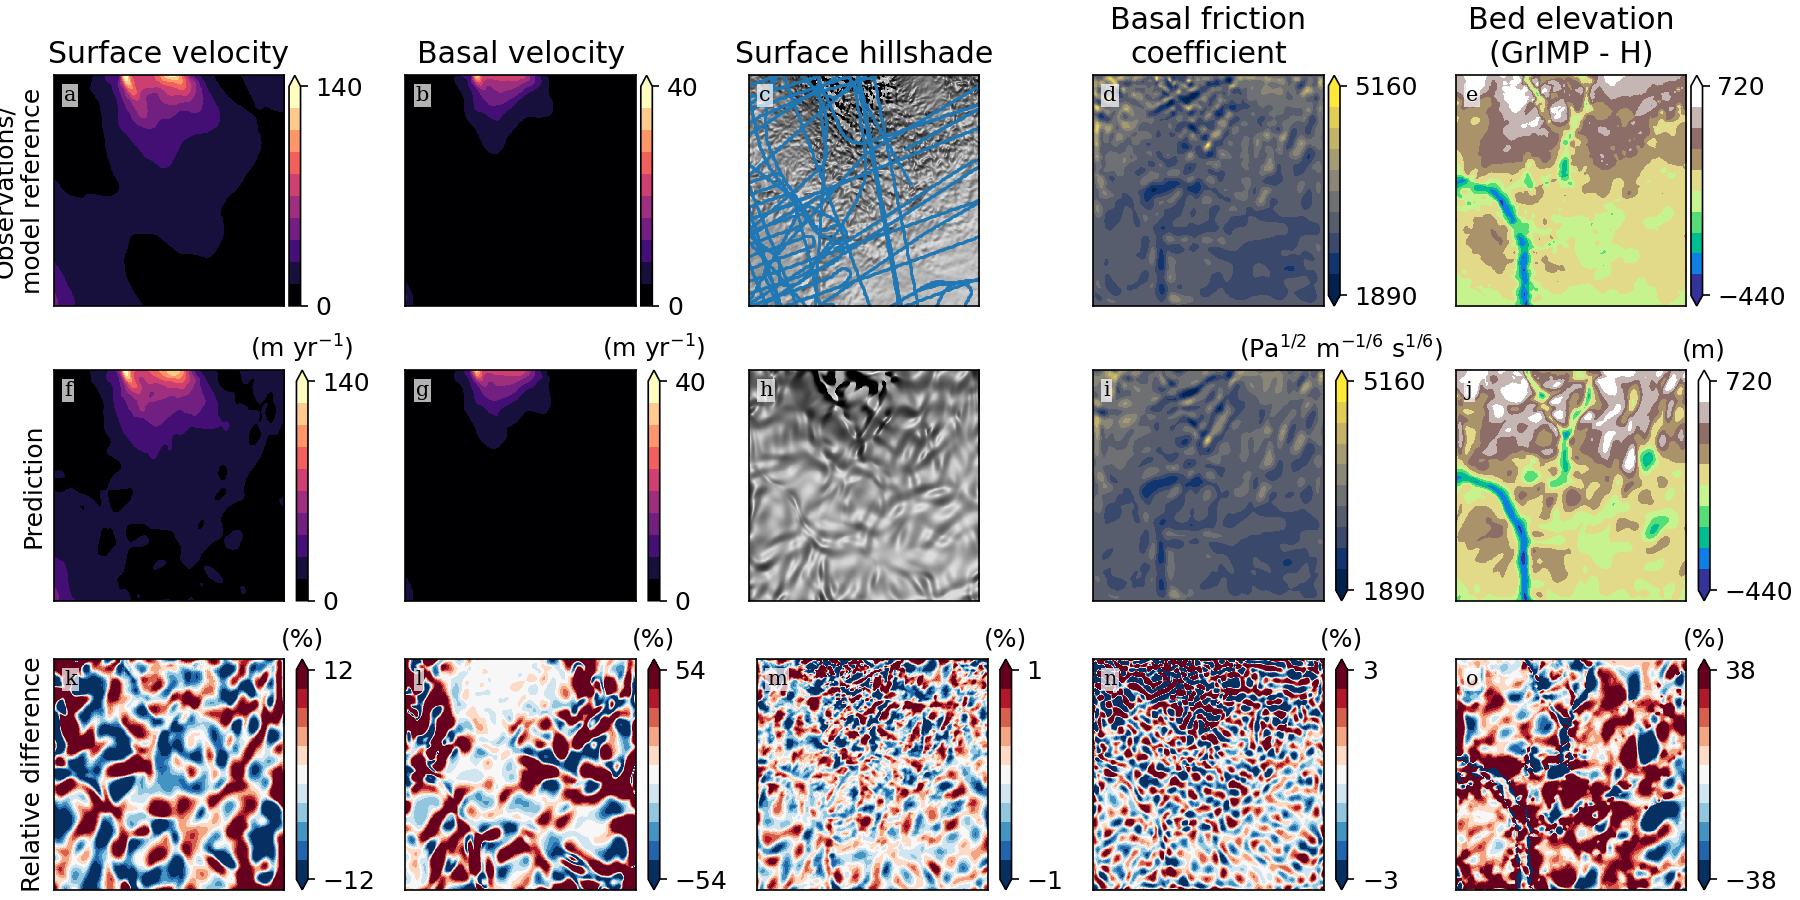 Surface velocity
Basal velocity
Surface hillshade
Basal friction
coefficient
Bed elevation
(GrIMP - H)
Observations/
model reference
a
140
0
b
40
0
c
d
5160
1890
e
720
−440
(m yr−1)
(m yr−1)
(Pa1/2 m−1/6 s1/6)
(m)
Prediction
f
140
0
g
40
0
h
i
5160
1890
j
720
−440
(%)
(%)
(%)
(%)
(%)
Relative difference
k
12
−12
l
54
−54
m
1
−1
n
3
−3
o
38
−38